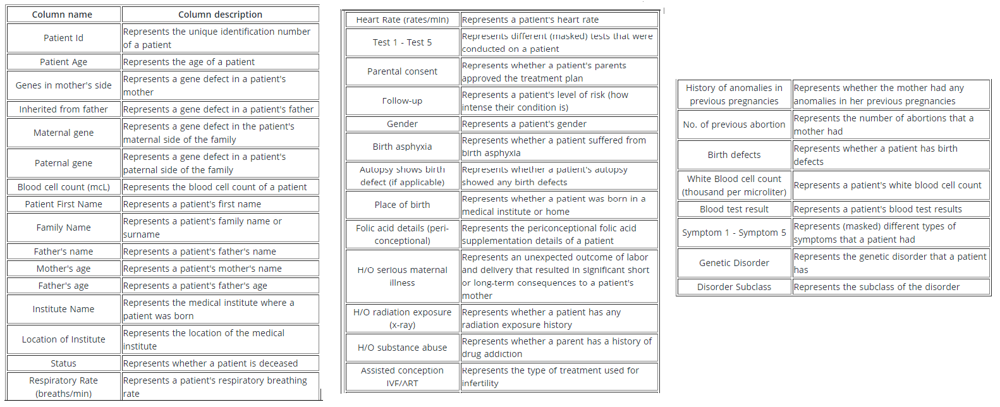 Column name
Column description
Patient Id
Represents the unique identification number
of a patient
Patient Age
Represents the age of a patient
Genes in mother's side
Represents a gene defect in a patient's
mother
Inherited from father
Represents a gene defect in a patient's father
Maternal gene
Represents a gene defect in the patient's
maternal side of the family
Paternal gene
Represents a gene defect in a patient's
paternal side of the family
Blood cell count (mcL)
Represents the blood cell count of a patient
Patient First Name
Represents a patient's first name
Family Name
Represents a patient's family name or
surname
Father's name
Represents a patient's father's name
Mother's age
Represents a patient's mother's name
Father's age
Represents a patient's father's age
Institute Name
Represents the medical institute where a
patient was born
Location of Institute
Represents the location of the medical
institute
Status
Represents whether a patient is deceased
Respiratory Rate
(breaths/min)
Represents a patient's respiratory breathing
rate
Heart Rate (rates/min)
Represents a patient's heart rate
Test 1 - Test 5
Represents different (masked) tests that were
conducted on a patient
Parental consent
Represents whether a patient's parents
approved the treatment plan
Follow-up
Represents a patient's level of risk (how
intense their condition is)
Gender
Represents a patient's gender
Birth asphyxia
Represents whether a patient suffered from
birth asphyxia
Autopsy shows birth
defect (if applicable)
Represents whether a patient's autopsy
showed any birth defects
Place of birth
Represents whether a patient was born in a
medical institute or home
Folic acid details (peri-
conceptional)
Represents the periconceptional folic acid
supplementation details of a patient
H/O serious maternal
illness
Represents an unexpected outcome of labor
and delivery that resulted in significant short
or long-term consequences to a patient's
mother
H/O radiation exposure
(x-ray)
Represents whether a patient has any
radiation exposure history
H/O substance abuse
Represents whether a parent has a history of
drug addiction
Assisted conception
IVF/ART
Represents the type of treatment used for
infertility
History of anomalies in
previous pregnancies
Represents whether the mother had any
anomalies in her previous pregnancies
No. of previous abortion
Represents the number of abortions that a
mother had
Birth defects
Represents whether a patient has birth
defects
White Blood cell count
(thousand per microliter)
Represents a patient's white blood cell count
Blood test result
Represents a patient's blood test results
Symptom 1 - Symptom 5
Represents (masked) different types of
symptoms that a patient had
Genetic Disorder
Represents the genetic disorder that a patient
has
Disorder Subclass
Represents the subclass of the disorder